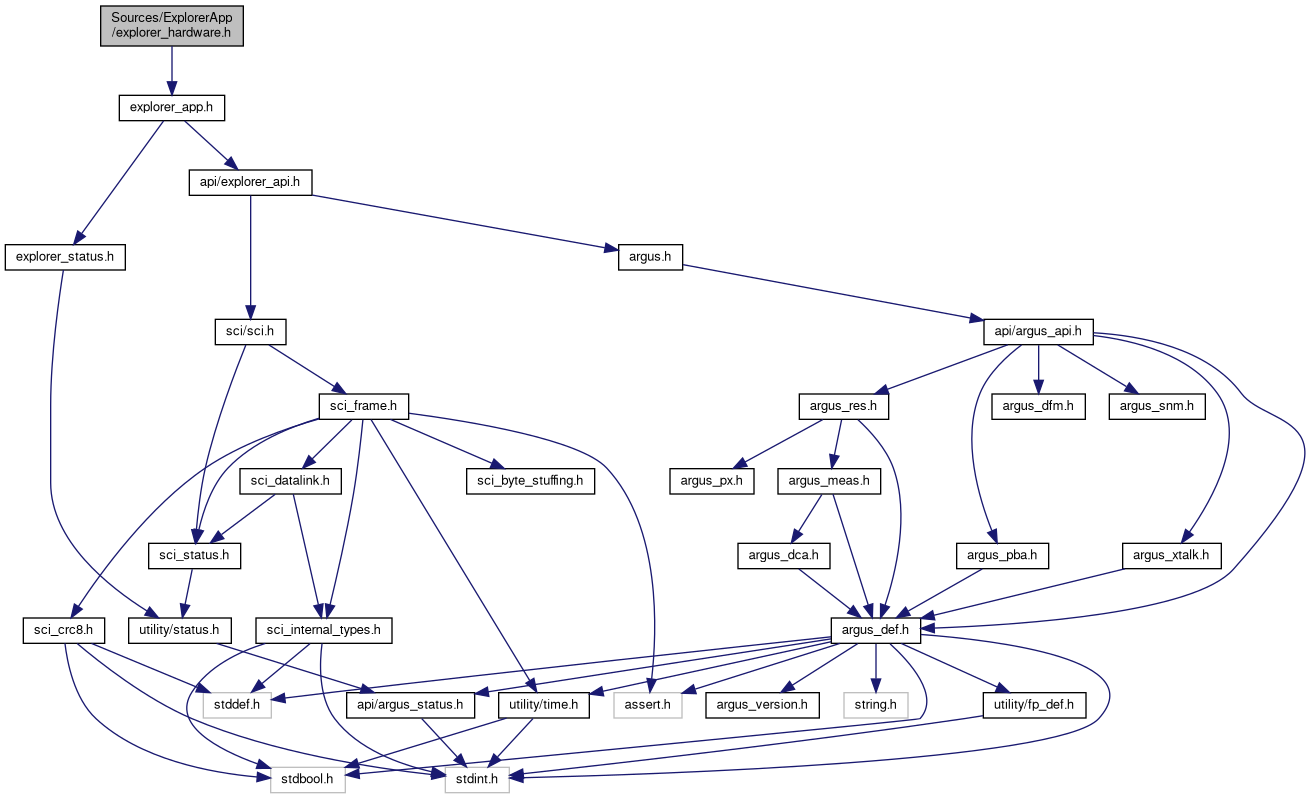 Sources/ExplorerApp
/explorer_hardware.h
explorer_app.h
api/explorer_api.h
explorer_status.h
argus.h
sci/sci.h
api/argus_api.h
sci_frame.h
argus_res.h
argus_dfm.h
argus_snm.h
sci_datalink.h
sci_byte_stuffing.h
argus_px.h
argus_meas.h
sci_status.h
argus_dca.h
argus_pba.h
argus_xtalk.h
sci_crc8.h
utility/status.h
sci_internal_types.h
argus_def.h
stddef.h
api/argus_status.h
utility/time.h
assert.h
argus_version.h
string.h
utility/fp_def.h
stdbool.h
stdint.h